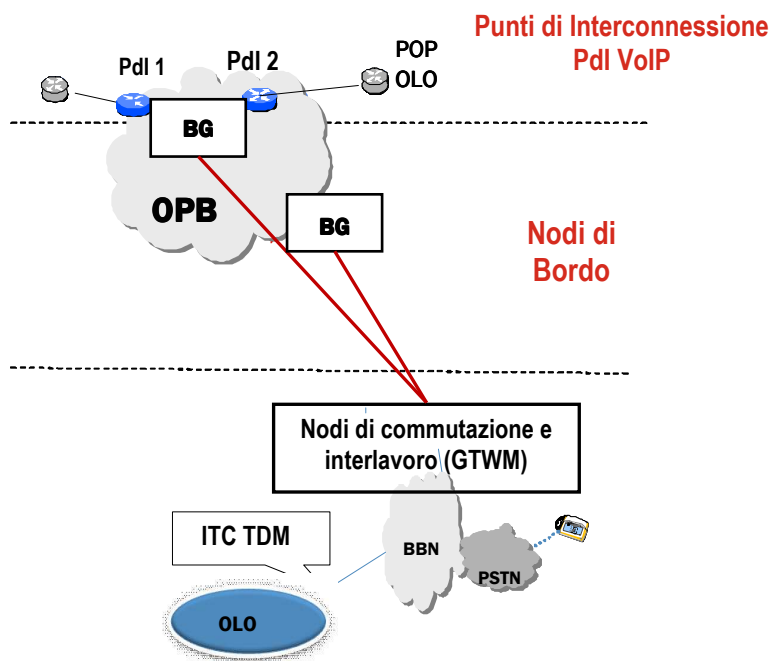 Punti di Interconnessione
PdI VoIP
PdI 1
PdI 2
POP
OLO
BG
OPB
BG
Nodi di
Bordo
Nodi di commutazione e
interlavoro (GTWM)
ITC TDM
BBN
PSTN
OLO